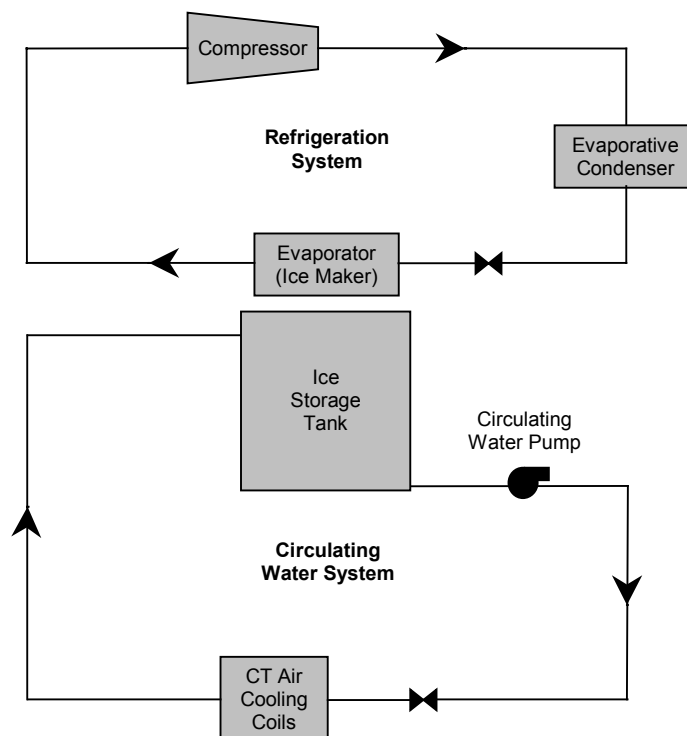 Compressor
Refrigeration
System
Evaporative
Condenser
Evaporator
(Ice Maker)
Ice
Storage
Tank
Circulating
Water Pump
Circulating
Water System
CT Air
Cooling
Coils